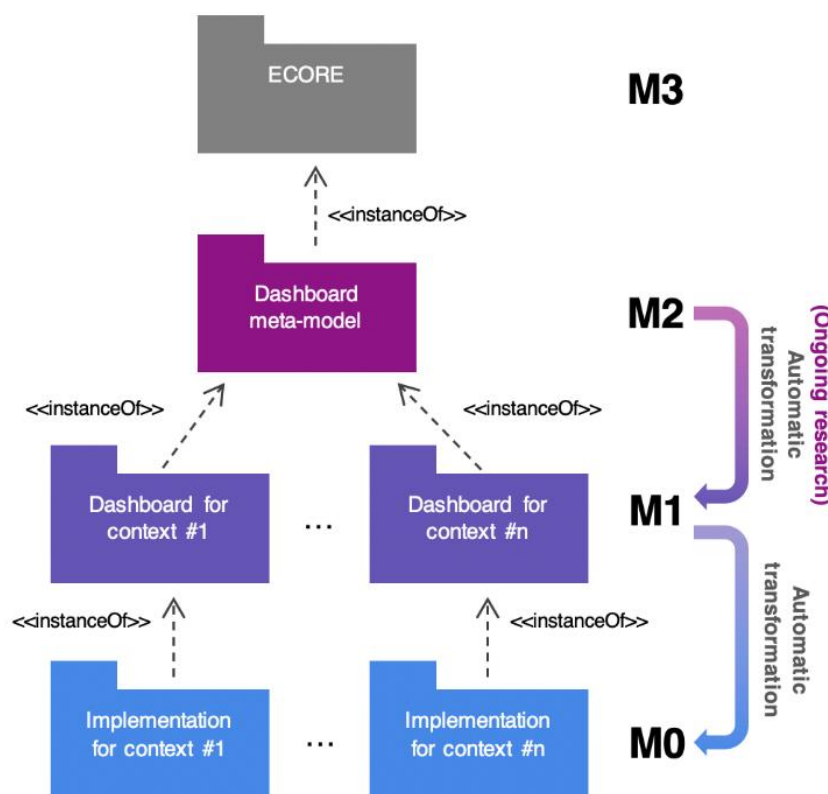 ECORE
M3
<<instanceOf>>
Dashboard
meta-model
M2
(Ongoing research)
Automatic
transformation
<<instanceOf>>
<<instanceOf>>
Dashboard for
context #1
...
Dashboard for
context #n
M1
Automatic
transformation
<<instanceOf>>
<<instanceOf>>
Implementation
for context #1
...
Implementation
for context #n
M0